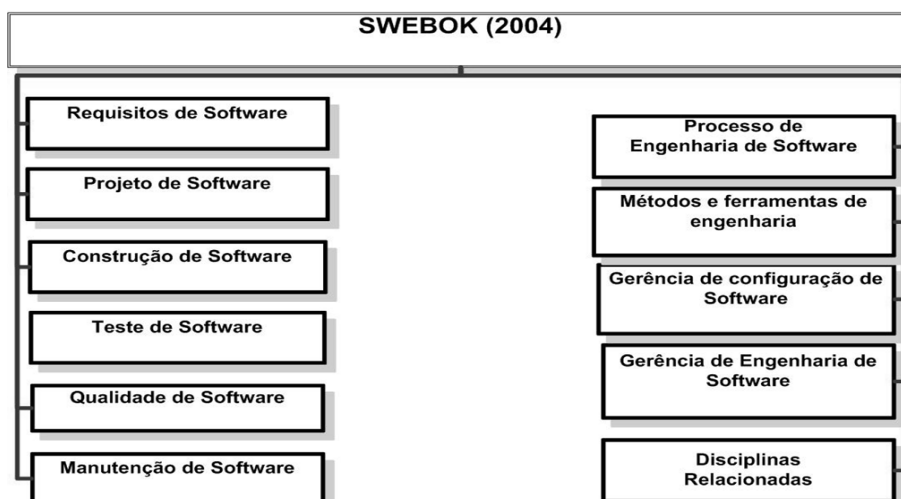 SWEBOK (2004)
Requisitos de Software
Projeto de Software
Construção de Software
Teste de Software
Qualidade de Software
Manutenção de Software
Processo de
Engenharia de Software
Métodos e ferramentas de
engenharia
Gerência de configuração de
Software
Gerência de Engenharia de
Software
Disciplinas
Relacionadas